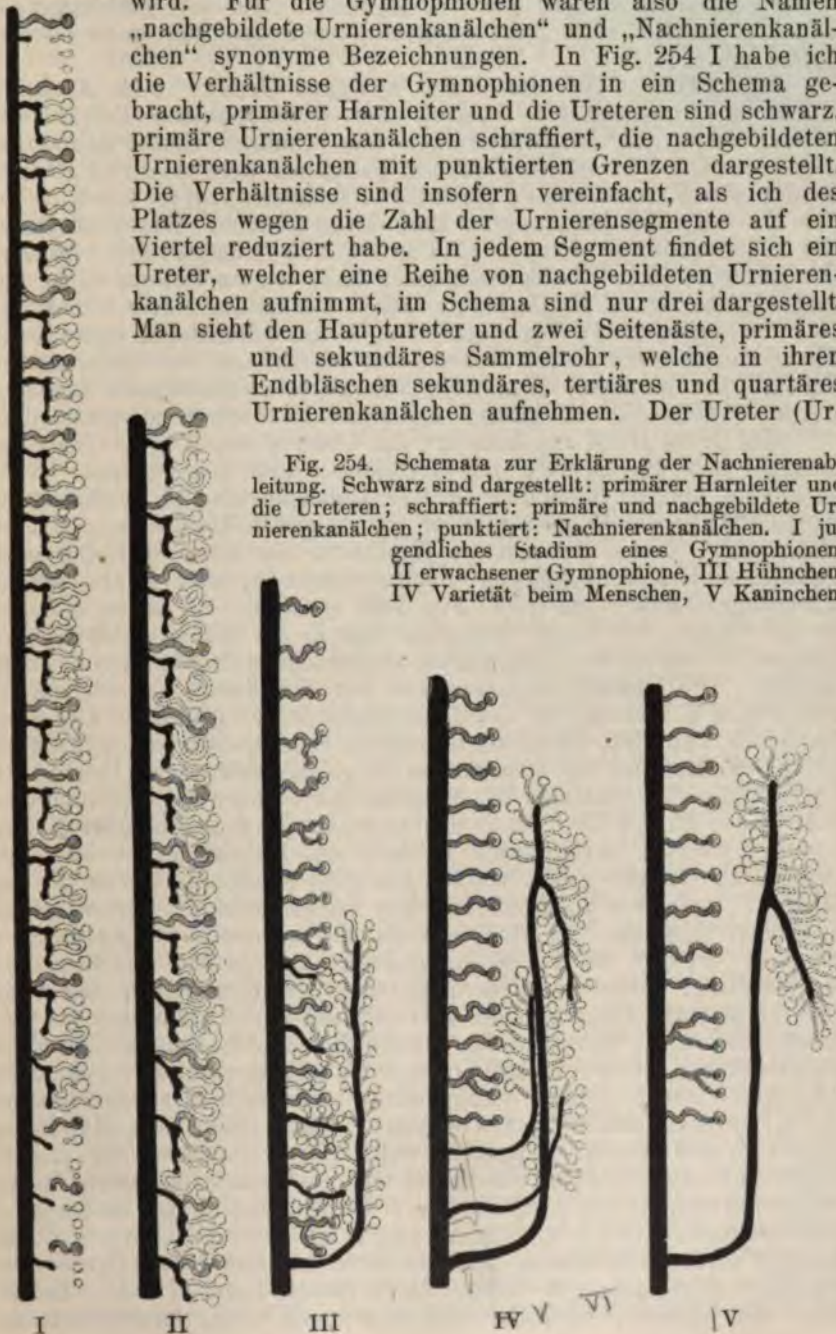 wird. Für die Gymnophionen wären also die Namen
„nachgebildete Urnierenkanälchen“ und „Nachnierenkanäl-
chen“ synonyme Bezeichnungen. In Fig. 254 I habe ich
die Verhältnisse der Gymnophionen in ein Schema ge-
bracht, primärer Harnleiter und die Ureteren sind schwarz,
primäre Urnierenkanälchen schraffiert, die nachgebildeten
Urnierenkanälchen mit punktierten Grenzen dargestellt
Die Verhältnisse sind insofern vereinfacht, als ich des
Platzes wegen die Zahl der Urnierensegmente auf ein
Viertel reduziert habe. In jedem Segment findet sich ein
Ureter, welcher eine Reihe von nachgebildeten Urnieren-
kanälchen aufnimmt, im Schema sind nur drei dargestellt
Man sieht den Hauptureter und zwei Seitenäste, primäres
und sekundäres Sammelrohr, welche in ihren
Endbläschen sekundäres, tertiäres und quartäres
Urnierenkanälchen aufnehmen. Der Ureter (Ur-
Fig. 254. Schemata zur Erklärung der Nachnierenab-
leitung. Schwarz sind dargestellt: primärer Harnleiter und
die Ureteren; schraffiert: primäre und nachgebildete Ur-
nierenkanälchen; punktiert: Nachnierenkanälchen. I ju-
gendliches Stadium eines Gymnophionen
II erwachsener Gymnophione, III Hühnchen
IV Varietät beim Menschen, V Kaninchen
I II III IV V VI IV